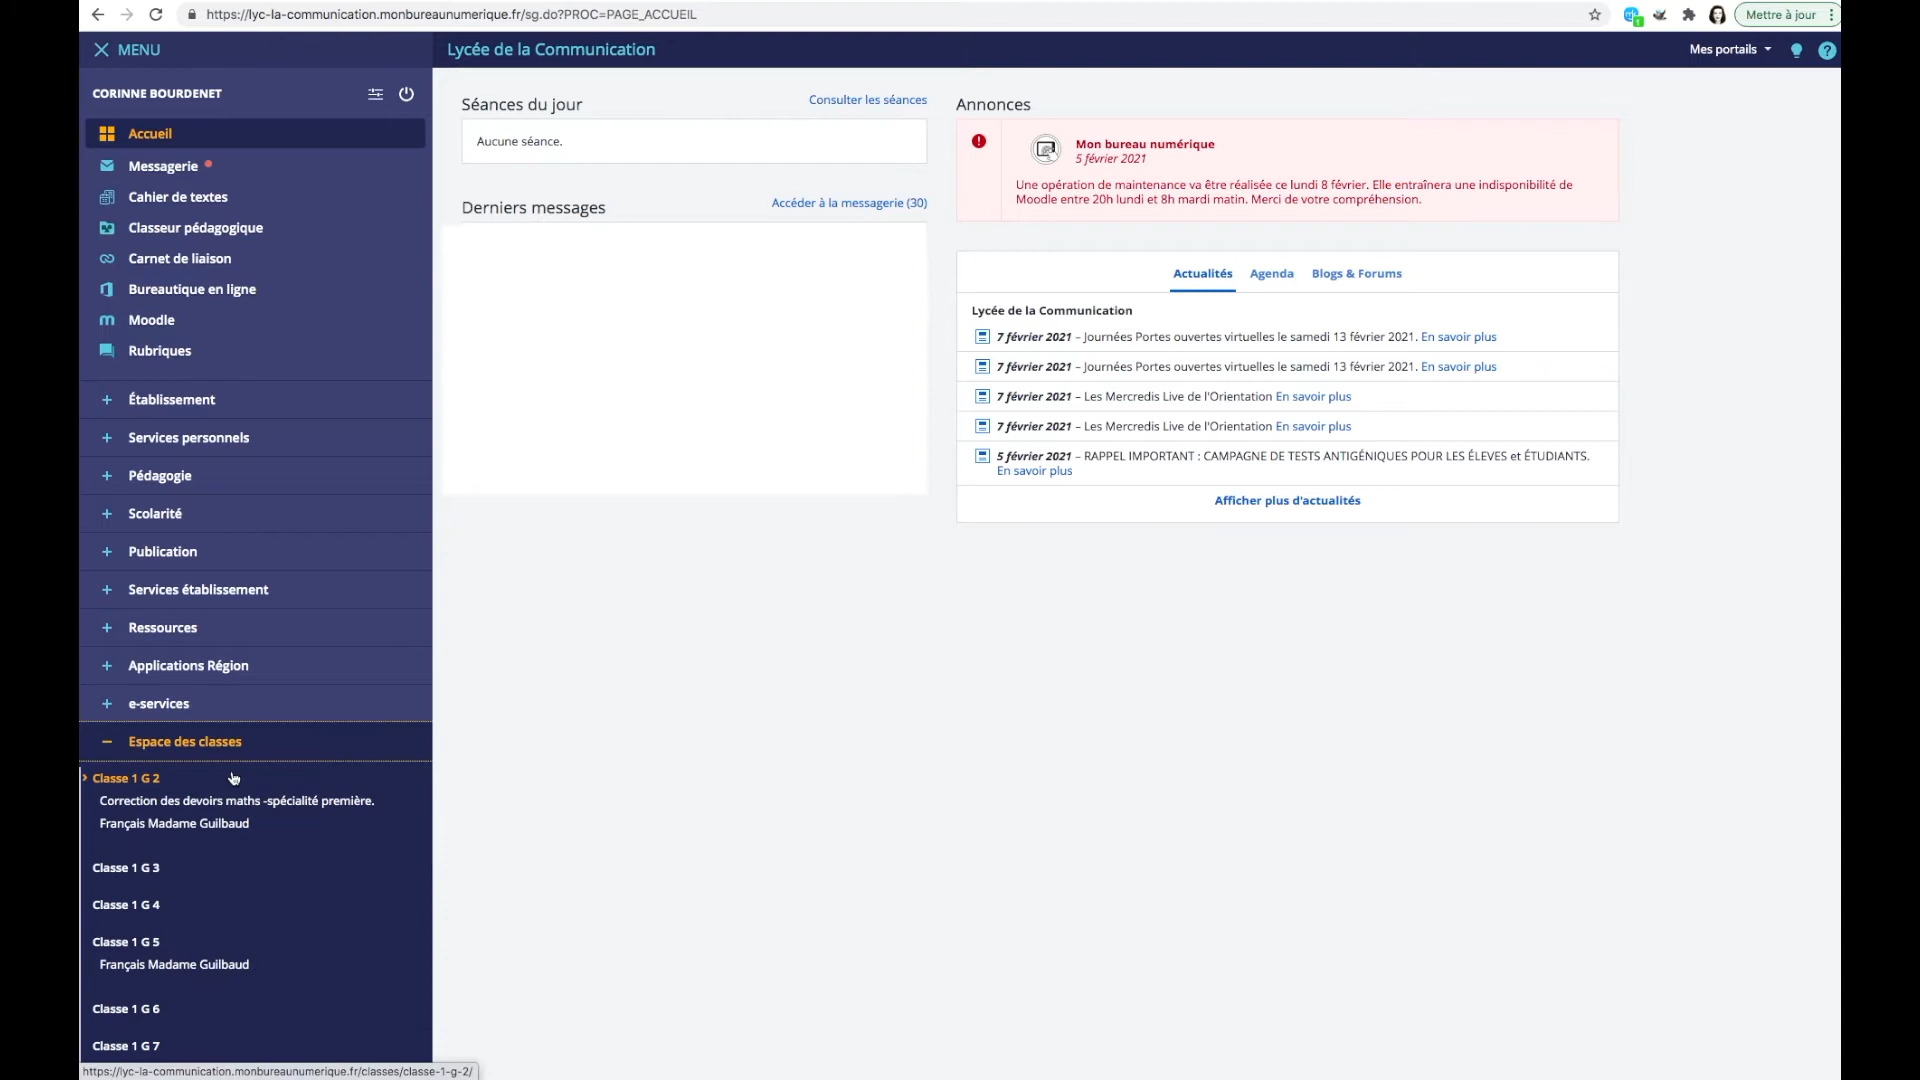 https://lyc-la-communication.monbureaunumerique.fr/sg.do?PROC=PAGE_ACCUEIL
Mettre à jour
MENU
Lycée de la Communication
Mes portails
CORINNE BOURDENET
Accueil
Messagerie
Cahier de textes
Classeur pédagogique
Carnet de liaison
Bureautique en ligne
Moodle
Rubriques
Établissement
Services personnels
Pédagogie
Scolarité
Publication
Services établissement
Ressources
Applications Région
e-services
Espace des classes
Classe 1 G 2
Correction des devoirs maths -spécialité première.
Français Madame Guilbaud
Classe 1 G 3
Classe 1 G 4
Classe 1 G 5
Français Madame Guilbaud
Classe 1 G 6
Classe 1 G 7
https://lyc-la-communication.monbureaunumerique.fr/classes/classe-1-g-2/
Séances du jour
Consulter les séances
Aucune séance.
Derniers messages
Accéder à la messagerie (30)
Annonces
Mon bureau numérique
5 février 2021
Une opération de maintenance va être réalisée ce lundi 8 février. Elle entraînera une indisponibilité de
Moodle entre 20h lundi et 8h mardi matin. Merci de votre compréhension.
Actualités Agenda Blogs & Forums
Lycée de la Communication
7 février 2021 – Journées Portes ouvertes virtuelles le samedi 13 février 2021. En savoir plus
7 février 2021 – Journées Portes ouvertes virtuelles le samedi 13 février 2021. En savoir plus
7 février 2021 – Les Mercredis Live de l'Orientation En savoir plus
7 février 2021 – Les Mercredis Live de l'Orientation En savoir plus
5 février 2021 – RAPPEL IMPORTANT : CAMPAGNE DE TESTS ANTIGÉNIQUES POUR LES ÉLEVES et ÉTUDIANTS.
En savoir plus
Afficher plus d'actualités